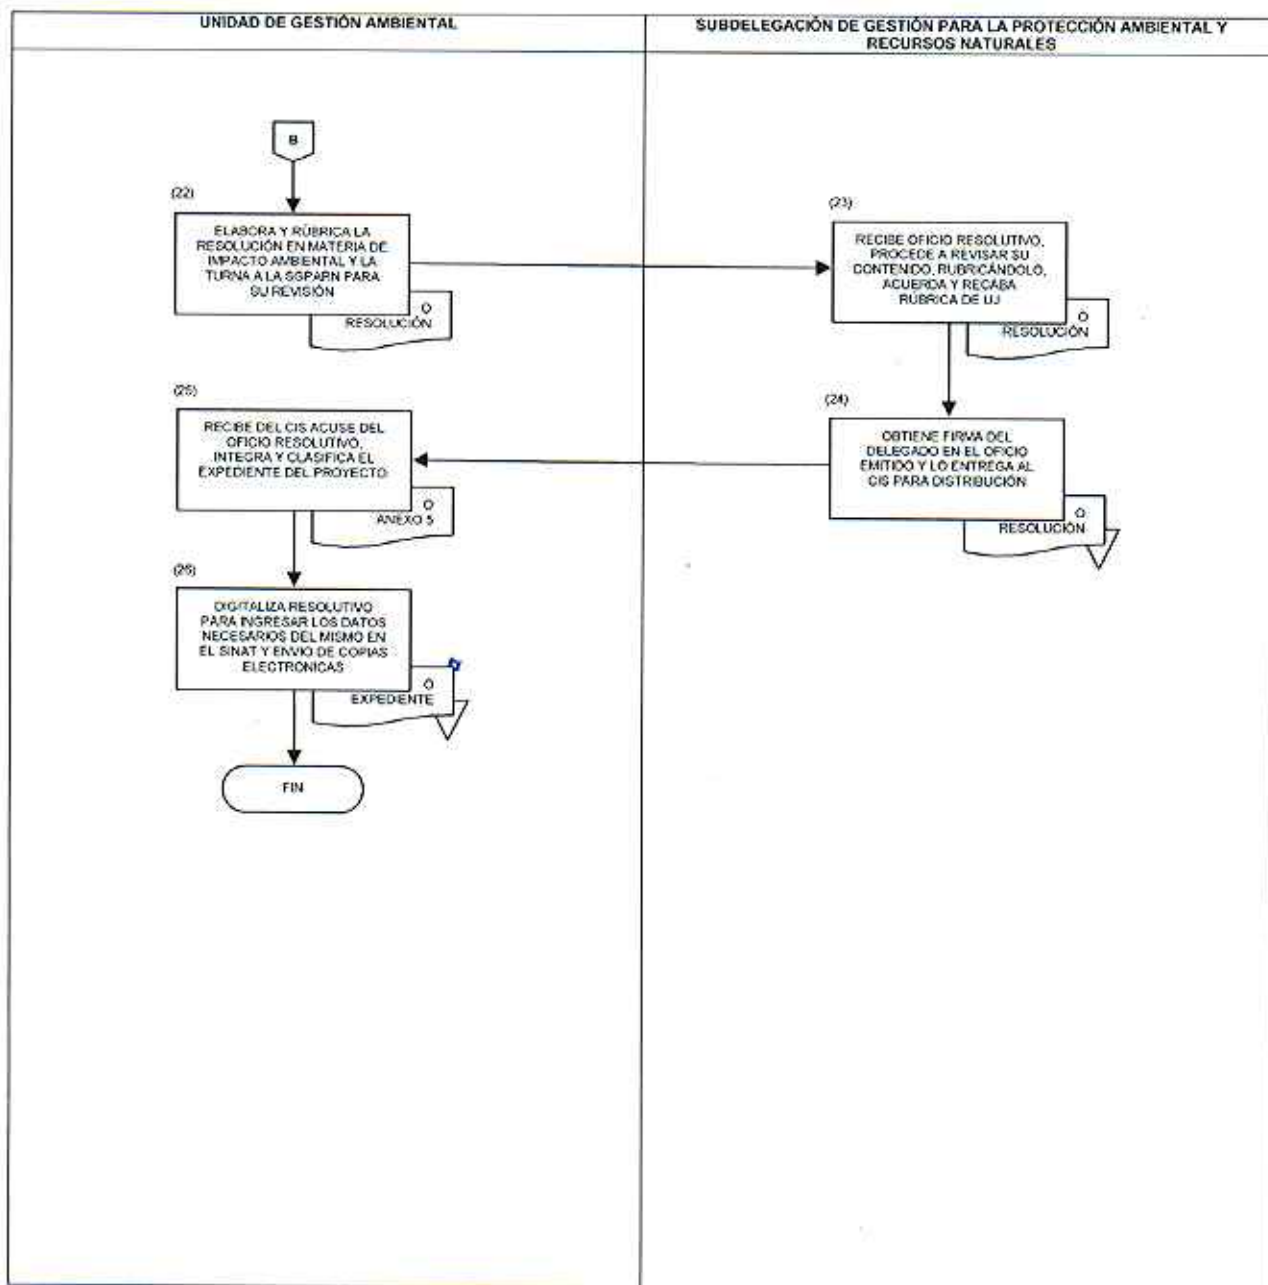 UNIDAD DE GESTIÓN AMBIENTAL
SUBDELEGACIÓN DE GESTIÓN PARA LA PROTECCIÓN AMBIENTAL Y
RECURSOS NATURALES
B
(22)
ELABORA Y RÚBRICA LA
RESOLUCIÓN EN MATERIA DE
IMPACTO AMBIENTAL Y LA
TURNA A LA SGPARN PARA
SU REVISIÓN
O
RESOLUCIÓN
(23)
RECIBE OFICIO RESOLUTIVO,
PROCEDE A REVISAR SU
CONTENIDO, RUBRICÁNDOLO,
ACUERDA Y RECABA
RÚBRICA DE UJ
O
RESOLUCIÓN
(24)
OBTIENE FIRMA DEL
DELEGADO EN EL OFICIO
EMITIDO Y LO ENTREGA AL
CIS PARA DISTRIBUCIÓN
O
RESOLUCIÓN
(25)
RECIBE DEL CIS ACUSE DEL
OFICIO RESOLUTIVO,
INTEGRA Y CLASIFICA EL
EXPEDIENTE DEL PROYECTO
O
ANEXO 5
(26)
DIGITALIZA RESOLUTIVO
PARA INGRESAR LOS DATOS
NECESARIOS DEL MISMO EN
EL SINAT Y ENVIO DE COPIAS
ELECTRONICAS
O
EXPEDIENTE
FIN